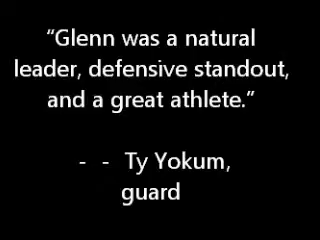 “Glenn was a natural
leader, defensive standout,
and a great athlete.”
- - Ty Yokum,
guard